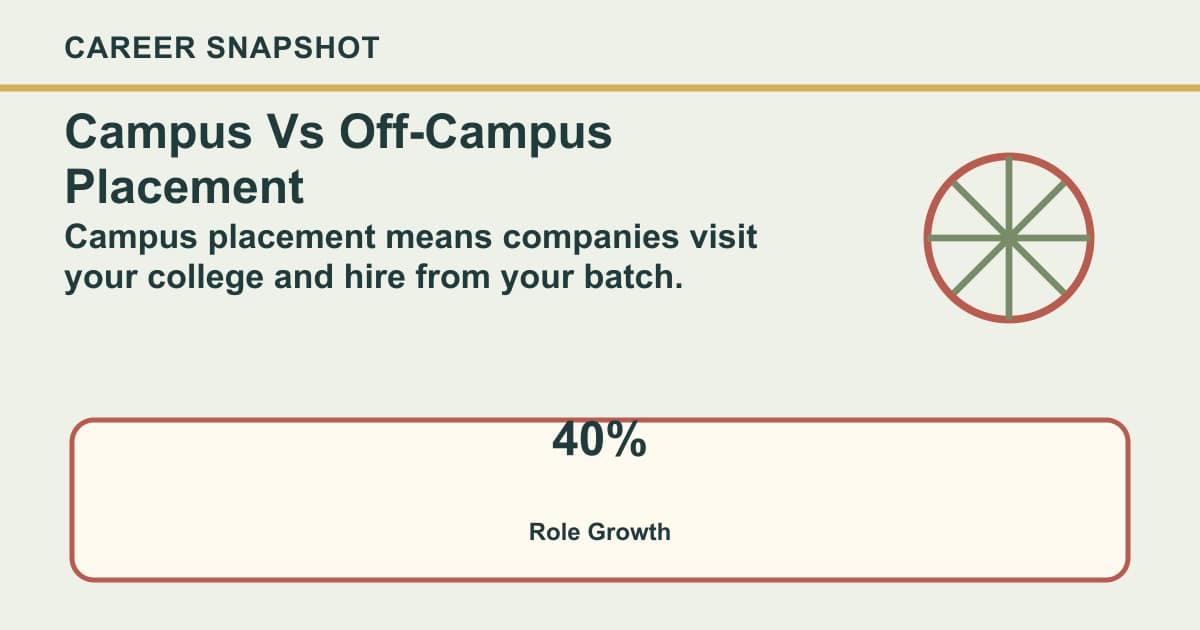 CAREER SNAPSHOT
Campus Vs Off-Campus
Placement
Campus placement means companies visit
your college and hire from your batch.
40%
Role Growth